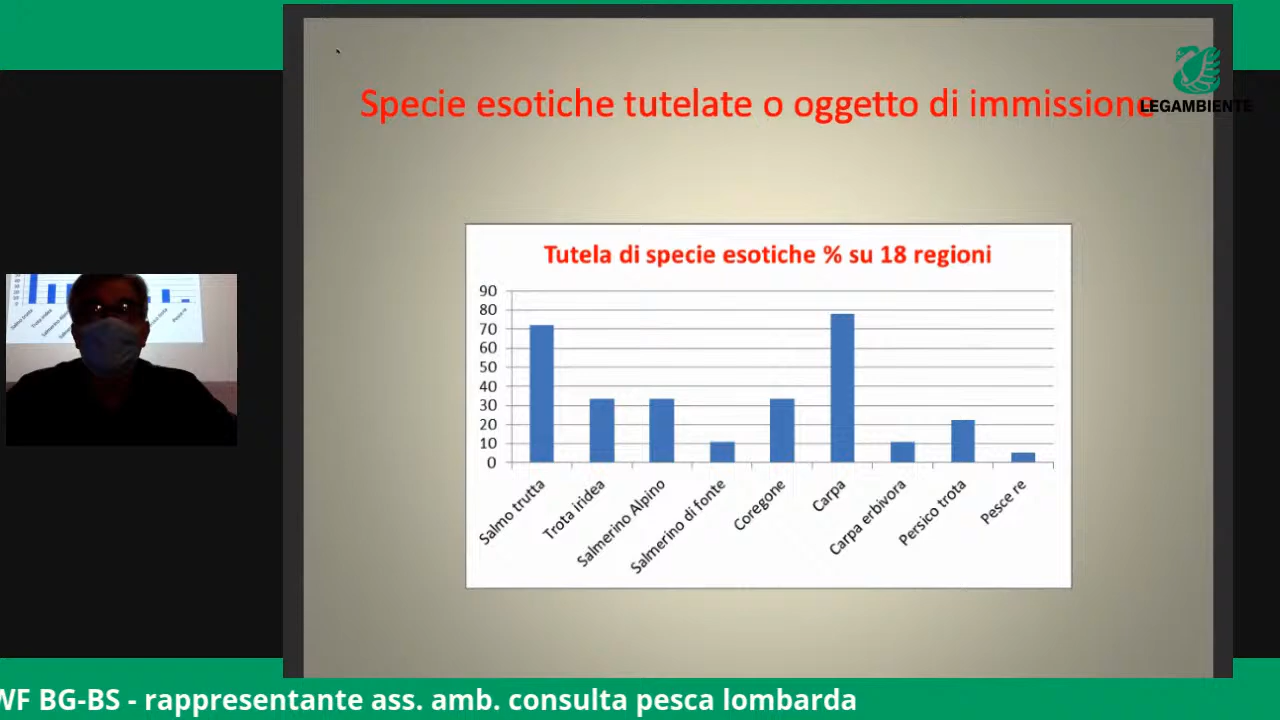 Specie esotiche tutelate o oggetto di immissione
LEGAMBIENTE
Tutela di specie esotiche % su 18 regioni
90
80
70
60
50
40
30
20
10
0
Salmo trutta
Trota iridea
Salmerino Alpino
Salmerino di fonte
Coregone
Carpa
Carpa erbivora
Persico trota
Pesce re
WF BG-BS - rappresentante ass. amb. consulta pesca lombarda